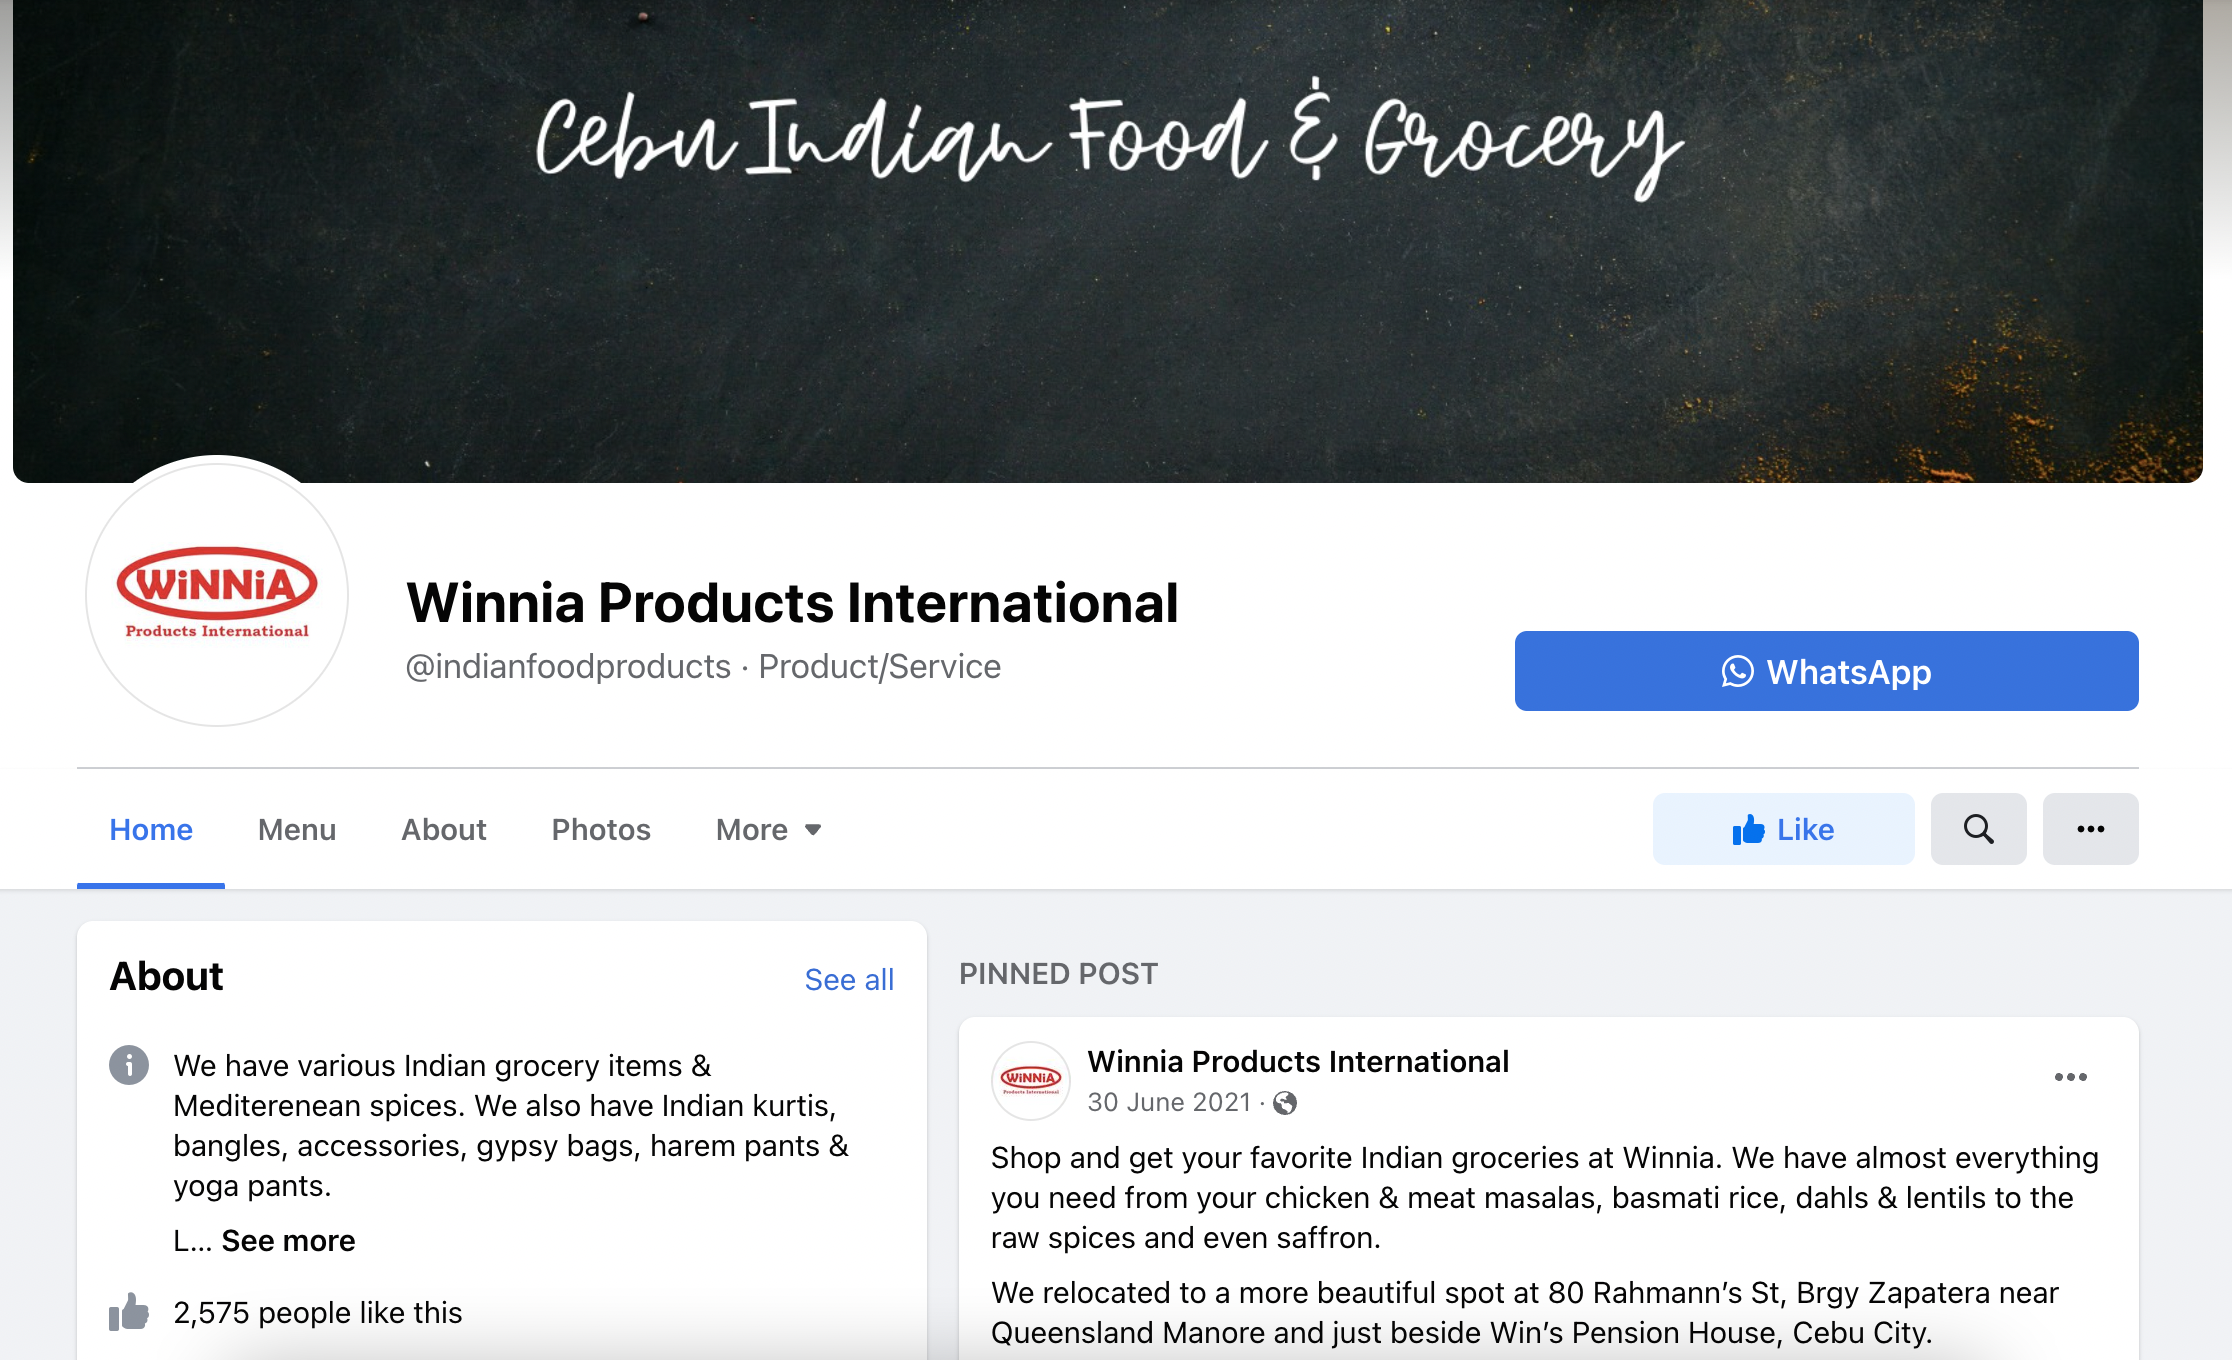 Cebu Indian Food & Grocery
WiNNiA
Products International
Winnia Products International
@indianfoodproducts · Product/Service
WhatsApp
Home Menu About Photos More
Like
About
See all
We have various Indian grocery items &
Mediterenean spices. We also have Indian kurtis,
bangles, accessories, gypsy bags, harem pants &
yoga pants.
L... See more
2,575 people like this
PINNED POST
WiNNiA
Products International
Winnia Products International
30 June 2021 ·
Shop and get your favorite Indian groceries at Winnia. We have almost everything
you need from your chicken & meat masalas, basmati rice, dahls & lentils to the
raw spices and even saffron.
We relocated to a more beautiful spot at 80 Rahmann’s St, Brgy Zapatera near
Queensland Manore and just beside Win’s Pension House, Cebu City.